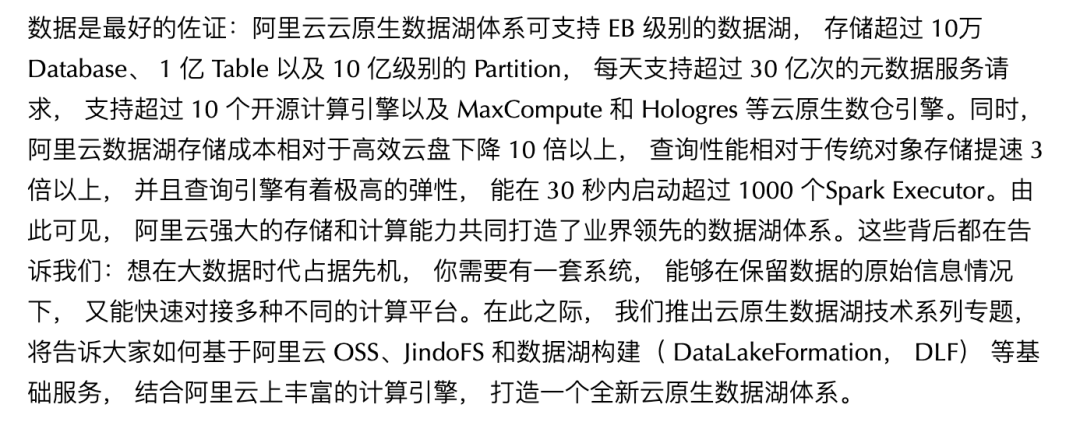 数据是最好的佐证：阿里云云原生数据湖体系可支持 EB 级别的数据湖， 存储超过 10万
Database、 1 亿 Table 以及 10 亿级别的 Partition， 每天支持超过 30 亿次的元数据服务请
求， 支持超过 10 个开源计算引擎以及 MaxCompute 和 Hologres 等云原生数仓引擎。同时，
阿里云数据湖存储成本相对于高效云盘下降 10 倍以上， 查询性能相对于传统对象存储提速 3
倍以上， 并且查询引擎有着极高的弹性， 能在 30 秒内启动超过 1000 个Spark Executor。由
此可见， 阿里云强大的存储和计算能力共同打造了业界领先的数据湖体系。这些背后都在告
诉我们：想在大数据时代占据先机， 你需要有一套系统， 能够在保留数据的原始信息情况
下， 又能快速对接多种不同的计算平台。在此之际， 我们推出云原生数据湖技术系列专题，
将告诉大家如何基于阿里云 OSS、JindoFS 和数据湖构建（ DataLakeFormation， DLF） 等基
础服务， 结合阿里云上丰富的计算引擎， 打造一个全新云原生数据湖体系。